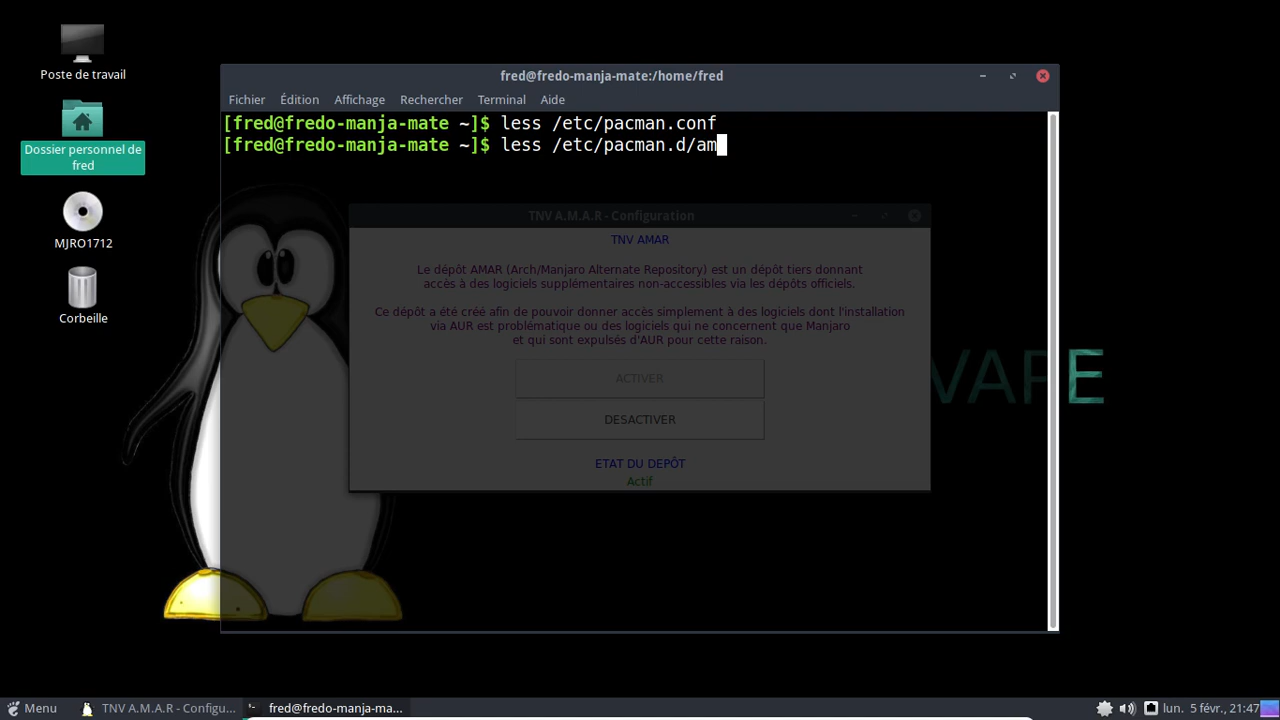 Poste de travail
Dossier personnel de
fred
MJRO1712
Corbeille
fred@fredo-manja-mate:/home/fred
Fichier Édition Affichage Rechercher Terminal Aide
[fred@fredo-manja-mate ~]$ less /etc/pacman.conf
[fred@fredo-manja-mate ~]$ less /etc/pacman.d/am
TNV A.M.A.R - Configuration
TNV AMAR
Le dépôt AMAR (Arch/Manjaro Alternate Repository) est un dépôt tiers donnant
accès à des logiciels supplémentaires non-accessibles via les dépôts officiels.
Ce dépôt a été créé afin de pouvoir donner accès simplement à des logiciels dont l'installation
via AUR est problématique ou des logiciels qui ne concernent que Manjaro
et qui sont expulsés d'AUR pour cette raison.
ACTIVER
DESACTIVER
ETAT DU DEPÔT
Actif
VAPE
Menu
TNV A.M.A.R - Configu...
fred@fredo-manja-ma...
lun. 5 févr., 21:47